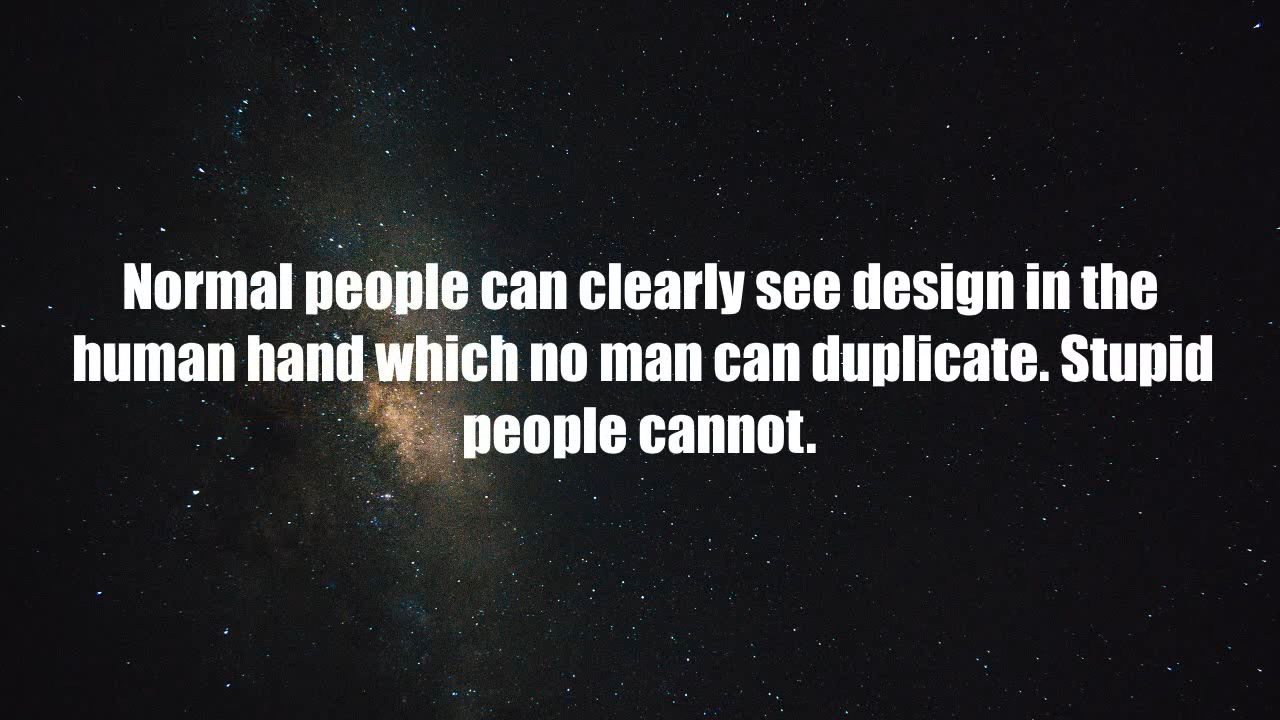 Normal people can clearly see design in the
human hand which no man can duplicate. Stupid
people cannot.